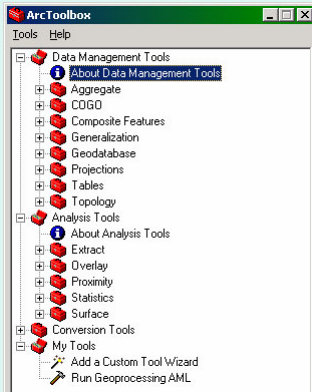 ArcToolbox
Tools Help
Data Management Tools
About Data Management Tools
Aggregate
COGO
Composite Features
Generalization
Geodatabase
Projections
Tables
Topology
Analysis Tools
About Analysis Tools
Extract
Overlay
Proximity
Statistics
Surface
Conversion Tools
My Tools
Add a Custom Tool Wizard
Run Geoprocessing AML